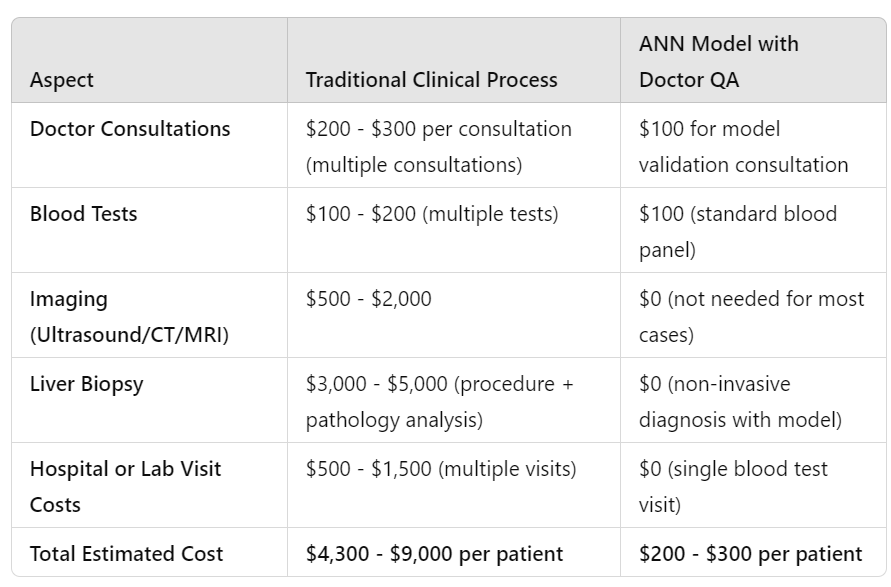 Aspect
Traditional Clinical Process
ANN Model with
Doctor QA
Doctor Consultations
$200 - $300 per consultation
(multiple consultations)
$100 for model
validation consultation
Blood Tests
$100 - $200 (multiple tests)
$100 (standard blood
panel)
Imaging
(Ultrasound/CT/MRI)
$500 - $2,000
$0 (not needed for most
cases)
Liver Biopsy
$3,000 - $5,000 (procedure +
pathology analysis)
$0 (non-invasive
diagnosis with model)
Hospital or Lab Visit
Costs
$500 - $1,500 (multiple visits)
$0 (single blood test
visit)
Total Estimated Cost
$4,300 - $9,000 per patient
$200 - $300 per patient